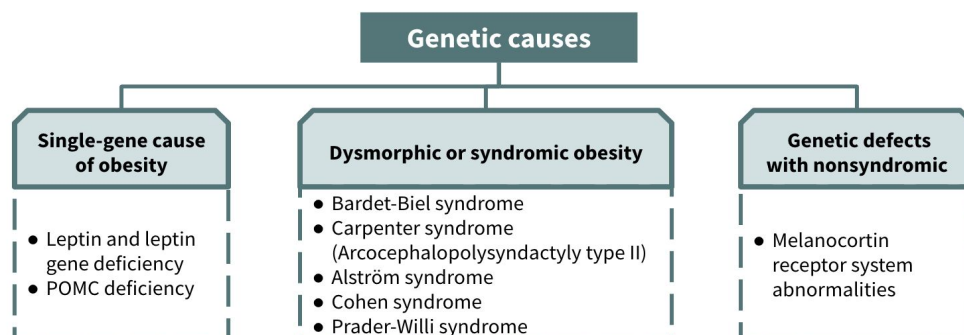 Genetic causes
Single-gene cause
of obesity
● Leptin and leptin
gene deficiency
● POMC deficiency
Dysmorphic or syndromic obesity
● Bardet-Biel syndrome
● Carpenter syndrome
(Arcocephalopolysyndactyly type II)
● Alström syndrome
● Cohen syndrome
● Prader-Willi syndrome
Genetic defects
with nonsyndromic
● Melanocortin
receptor system
abnormalities